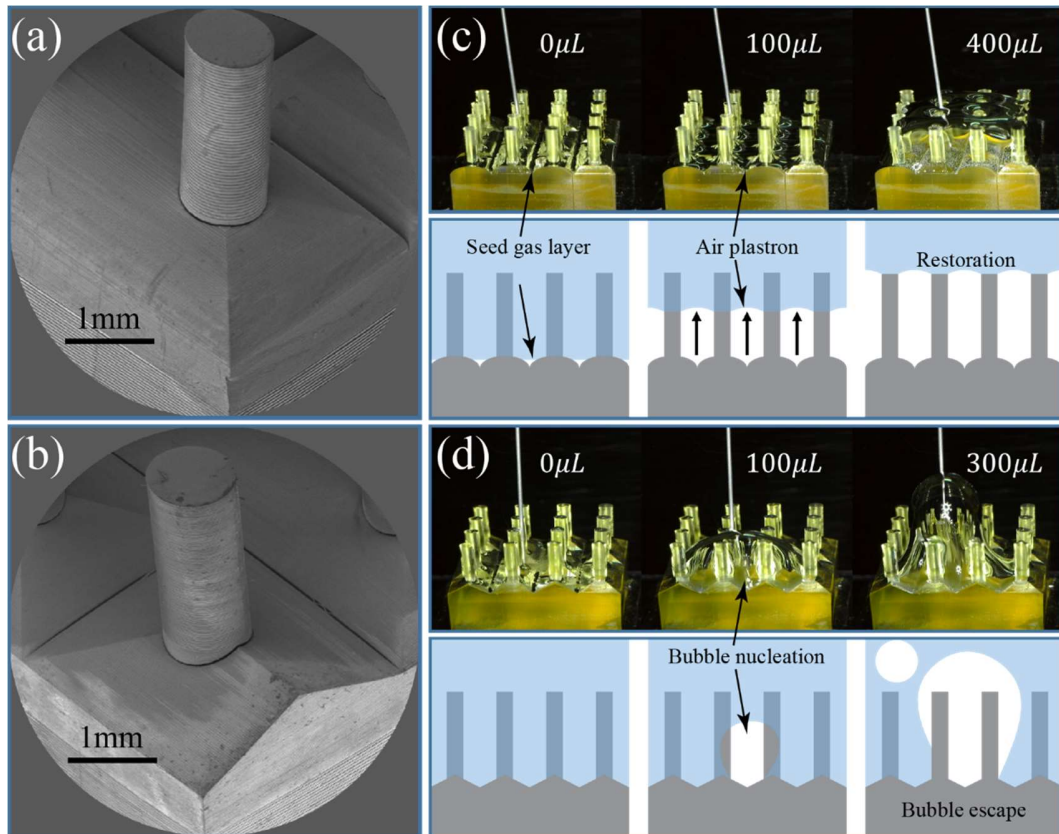 (a)
1mm
(b)
1mm
(c)
0μL
100μL
400μL
Seed gas layer
Air plastron
Restoration
(d)
0μL
100μL
300μL
Bubble nucleation
Bubble escape